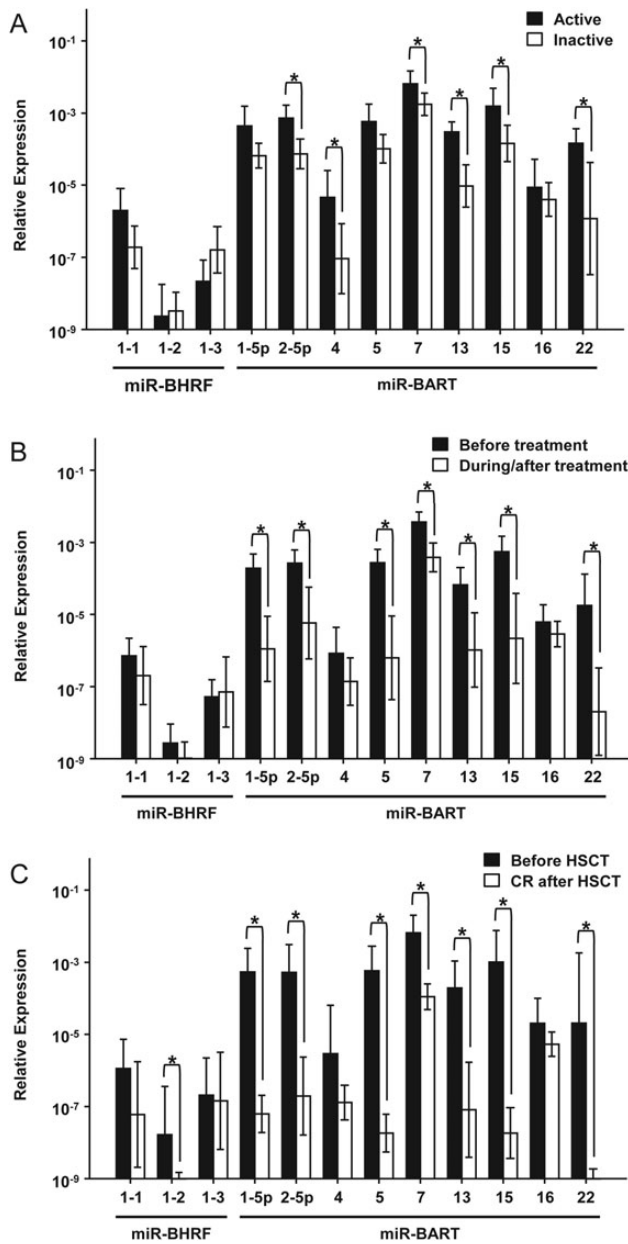 A
Active
Inactive
Relative Expression
10-1
10-3
10-5
10-7
10-9
* * * * * *
1-1 1-2 1-3 1-5p 2-5p 4 5 7 13 15 16 22
miR-BHRF miR-BART
B
Before treatment
During/after treatment
Relative Expression
10-1
10-3
10-5
10-7
10-9
* * * * * * *
1-1 1-2 1-3 1-5p 2-5p 4 5 7 13 15 16 22
miR-BHRF miR-BART
C
Before HSCT
CR after HSCT
Relative Expression
10-1
10-3
10-5
10-7
10-9
* * * * * * * *
1-1 1-2 1-3 1-5p 2-5p 4 5 7 13 15 16 22
miR-BHRF miR-BART